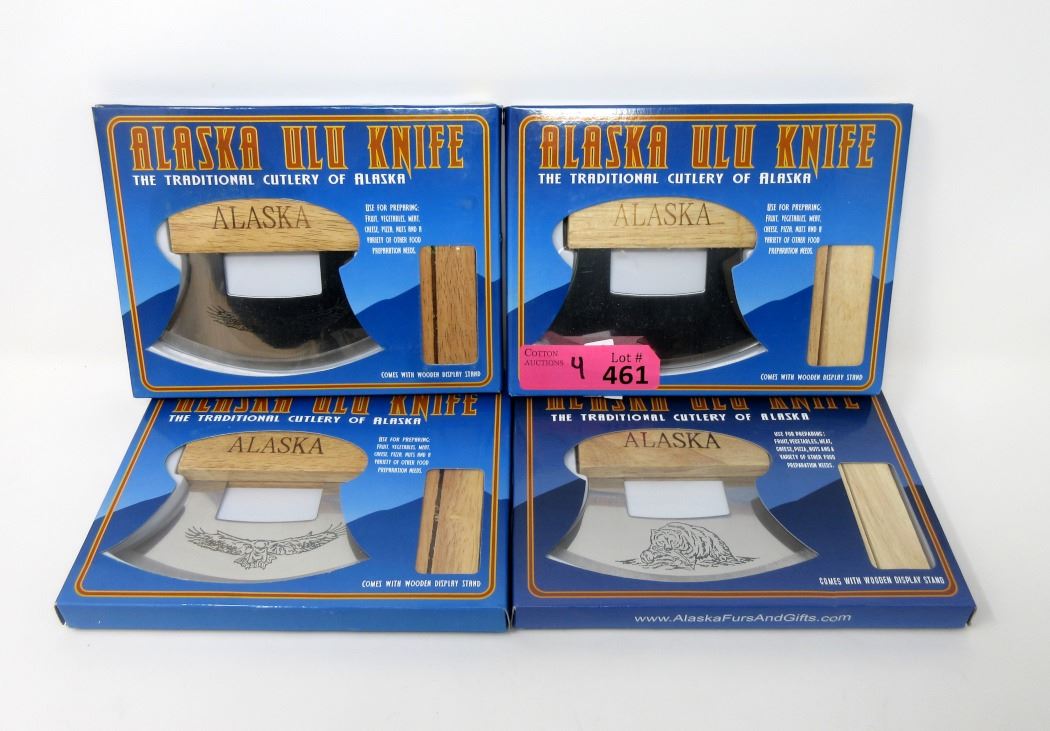 ALASKA ULU KNIFE
THE TRADITIONAL CUTLERY OF ALASKA
ALASKA
USE FOR PREPARING:
FRUIT, VEGETABLES, MEAT,
CHEESE, PIZZA, NUTS AND A
VARIETY OF OTHER FOOD
PREPARATION NEEDS.
COMES WITH WOODEN DISPLAY STAND
ALASKA ULU KNIFE
THE TRADITIONAL CUTLERY OF ALASKA
ALASKA
USE FOR PREPARING:
FRUIT, VEGETABLES, MEAT,
CHEESE, PIZZA, NUTS AND A
VARIETY OF OTHER FOOD
PREPARATION NEEDS.
COMES WITH WOODEN DISPLAY STAND
COTTON
AUCTIONS
4
Lot #
461
ALASKA ULU KNIFE
THE TRADITIONAL CUTLERY OF ALASKA
ALASKA
USE FOR PREPARING:
FRUIT, VEGETABLES, MEAT,
CHEESE, PIZZA, NUTS AND A
VARIETY OF OTHER FOOD
PREPARATION NEEDS.
COMES WITH WOODEN DISPLAY STAND
ALASKA ULU KNIFE
THE TRADITIONAL CUTLERY OF ALASKA
ALASKA
USE FOR PREPARING:
FRUIT, VEGETABLES, MEAT,
CHEESE, PIZZA, NUTS AND A
VARIETY OF OTHER FOOD
PREPARATION NEEDS.
COMES WITH WOODEN DISPLAY STAND
www.AlaskaFursAndGifts.com